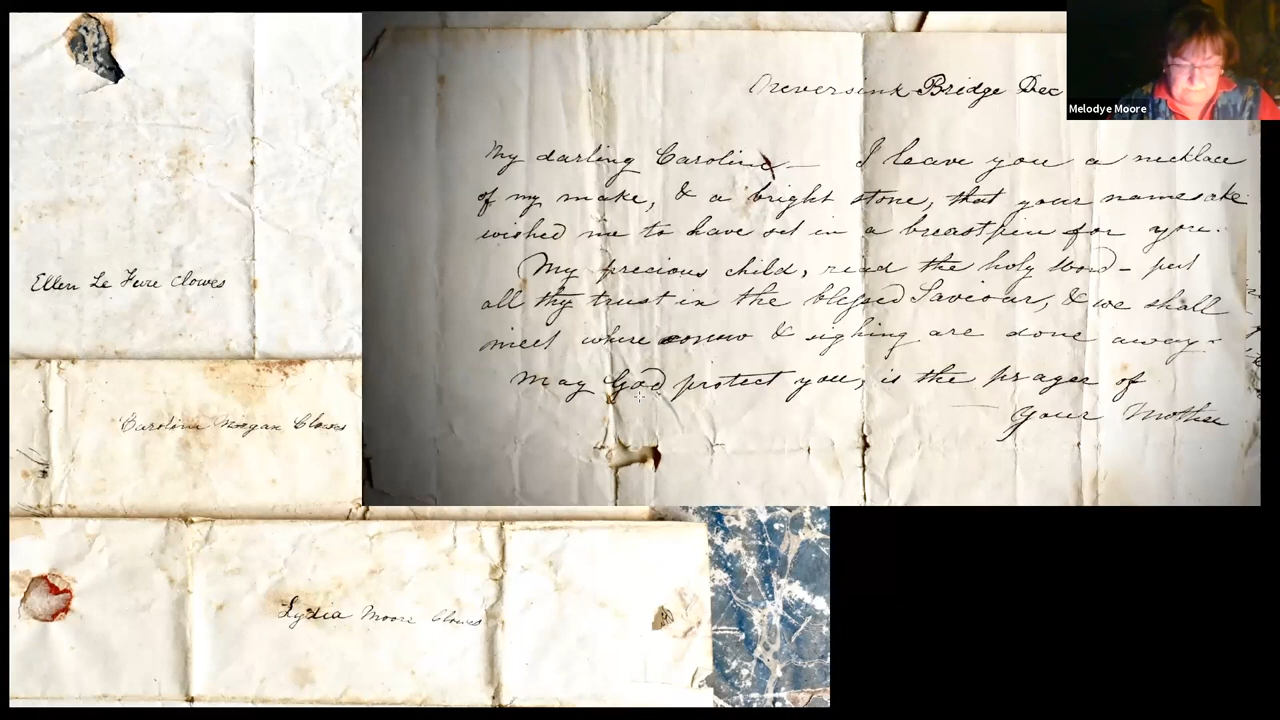 Neversink Bridge Dec
Melodye Moore
My darling Caroline — I leave you a necklace
of my make, & a bright stone, that your namesake
wished me to have set in a breastpin for you.
My precious child, read the holy Word – put
all thy trust in the blessed Saviour, & we shall
meet where sorrow & sighing are done away –
May God protect you, is the prayer of
Your Mother
Ellen Le Fevre Clowes
Caroline Morgan Clowes
Lydia Moore Clowes